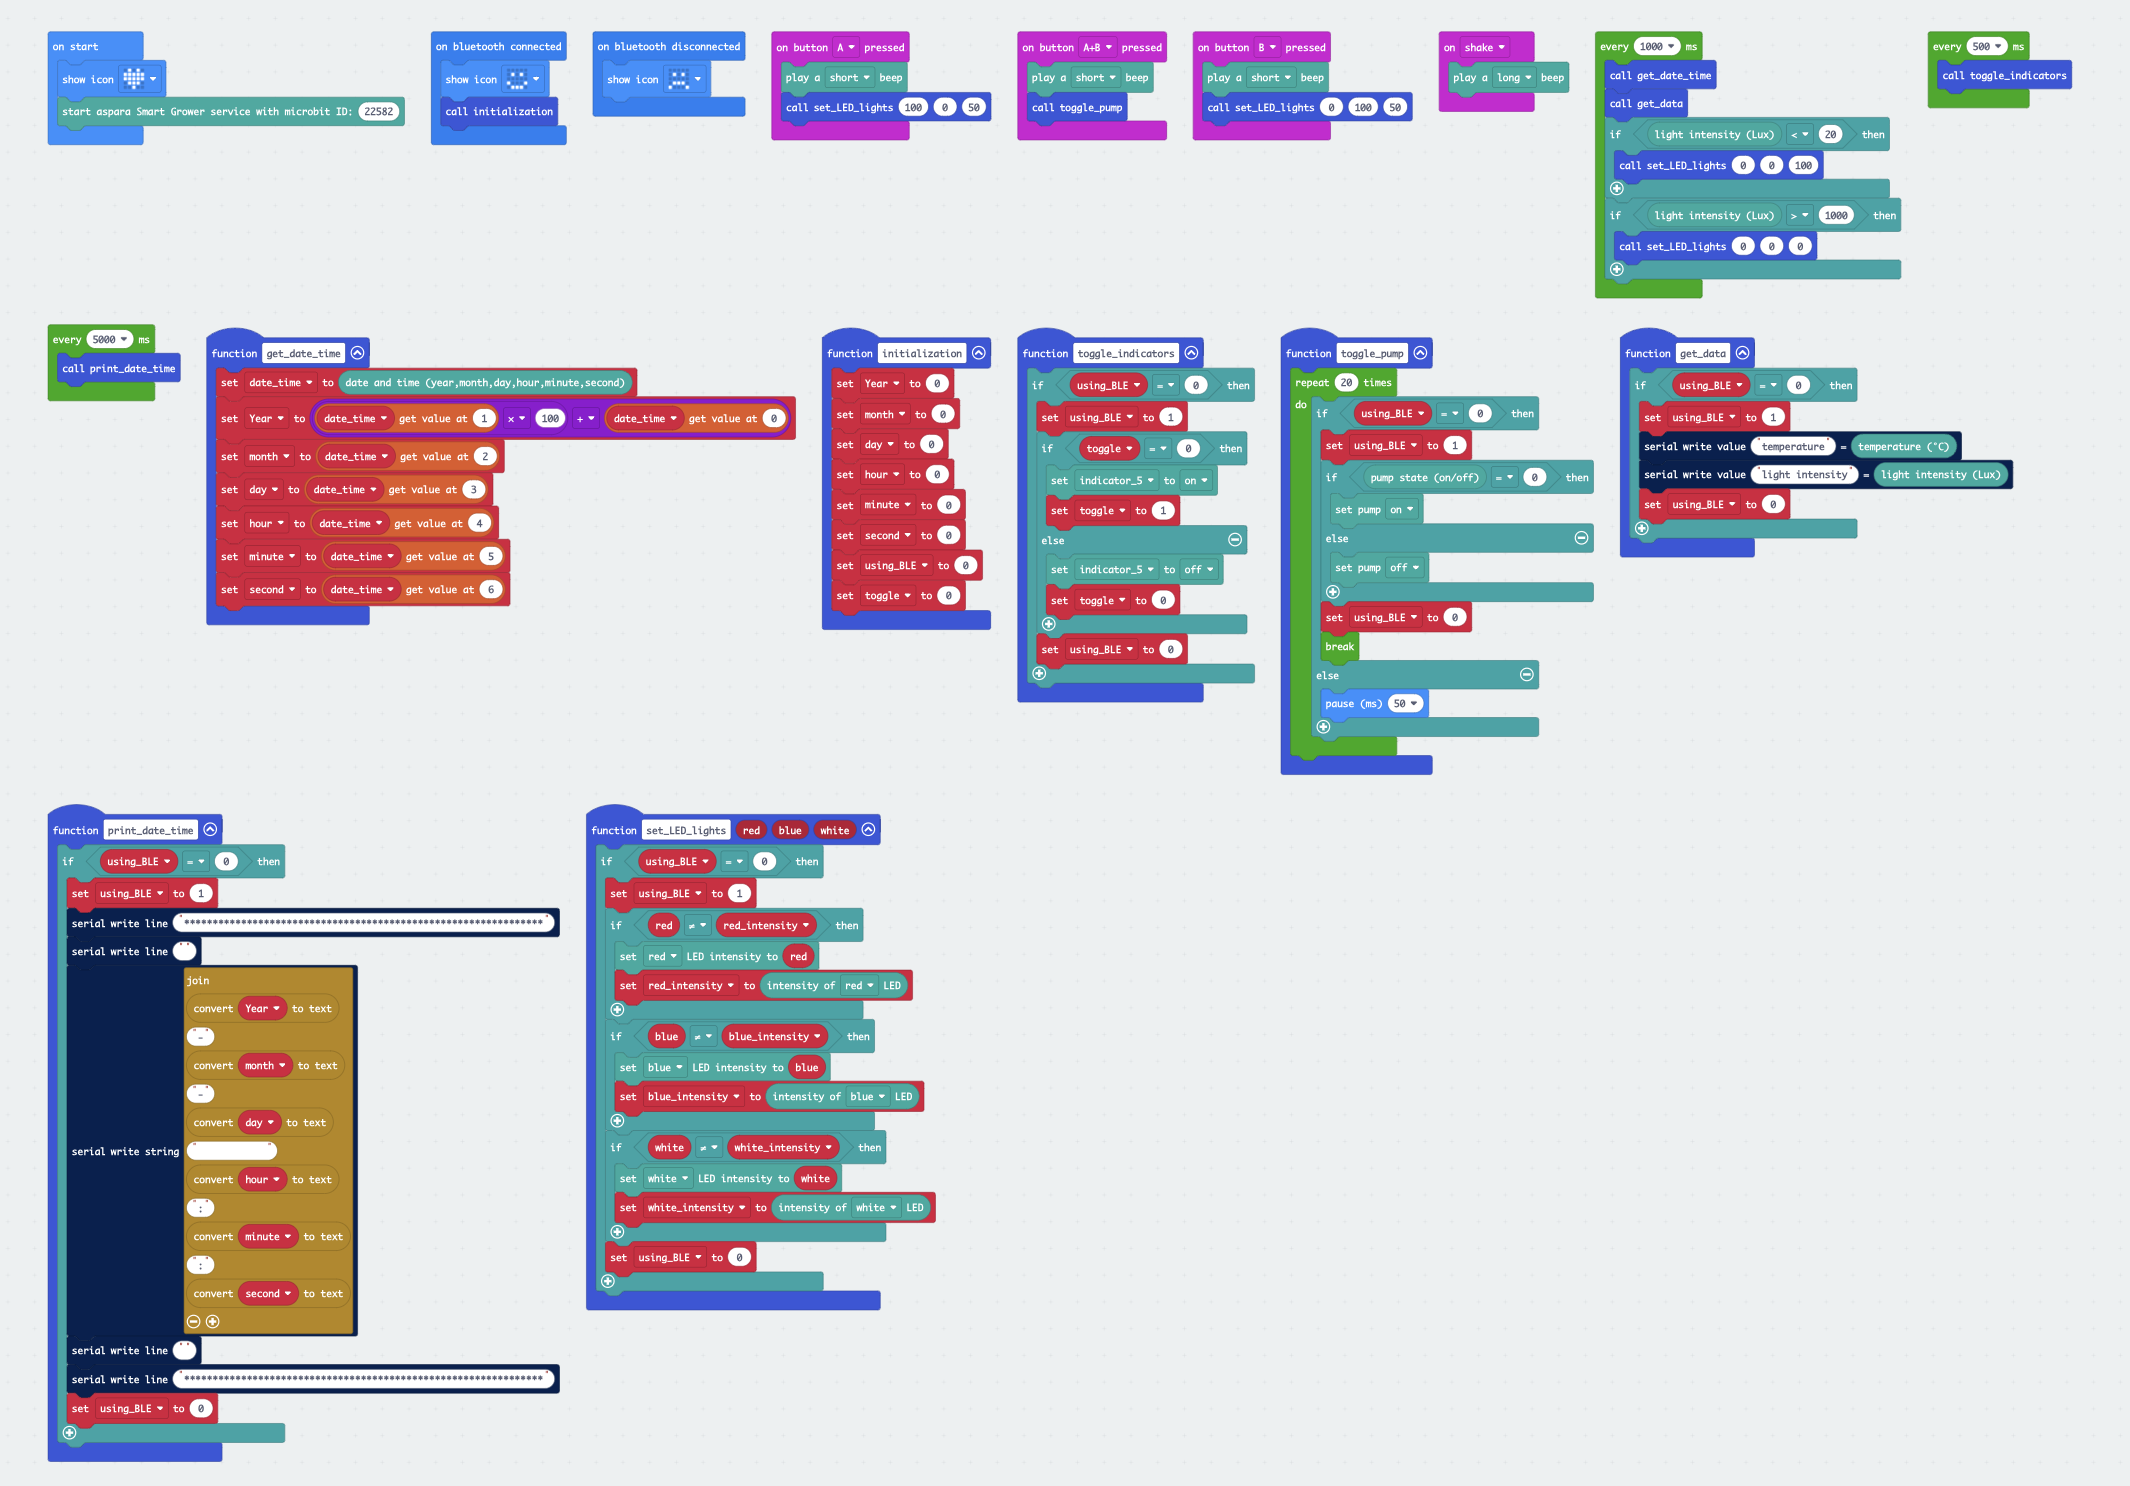 on start
show icon
start aspara Smart Grower service with microbit ID: 22582
on bluetooth connected
show icon
call initialization
on bluetooth disconnected
show icon
on button A pressed
play a short beep
call set_LED_lights 100 0 50
on button A+B pressed
play a short beep
call toggle_pump
on button B pressed
play a short beep
call set_LED_lights 0 100 50
on shake
play a long beep
every 1000 ms
call get_date_time
call get_data
if light intensity (Lux) < 20 then
call set_LED_lights 0 0 100
if light intensity (Lux) > 1000 then
call set_LED_lights 0 0 0
every 500 ms
call toggle_indicators
every 5000 ms
call print_date_time
function get_date_time
set date_time to date and time (year,month,day,hour,minute,second)
set Year to date_time get value at 1 × 100 + date_time get value at 0
set month to date_time get value at 2
set day to date_time get value at 3
set hour to date_time get value at 4
set minute to date_time get value at 5
set second to date_time get value at 6
function initialization
set Year to 0
set month to 0
set day to 0
set hour to 0
set minute to 0
set second to 0
set using_BLE to 0
set toggle to 0
function toggle_indicators
if using_BLE = 0 then
set using_BLE to 1
if toggle = 0 then
set indicator_5 to on
set toggle to 1
else
set indicator_5 to off
set toggle to 0
set using_BLE to 0
function toggle_pump
repeat 20 times
do if using_BLE = 0 then
set using_BLE to 1
if pump state (on/off) = 0 then
set pump on
else
set pump off
set using_BLE to 0
break
else
pause (ms) 50
function get_data
if using_BLE = 0 then
set using_BLE to 1
serial write value "temperature" = temperature (°C)
serial write value "light intensity" = light intensity (Lux)
set using_BLE to 0
function print_date_time
if using_BLE = 0 then
set using_BLE to 1
serial write line "***************************************************************"
serial write line ""
serial write string join
convert Year to text
"-"
convert month to text
"-"
convert day to text
" "
convert hour to text
":"
convert minute to text
":"
convert second to text
serial write line ""
serial write line "***************************************************************"
set using_BLE to 0
function set_LED_lights red blue white
if using_BLE = 0 then
set using_BLE to 1
if red ≠ red_intensity then
set red LED intensity to red
set red_intensity to intensity of red LED
if blue ≠ blue_intensity then
set blue LED intensity to blue
set blue_intensity to intensity of blue LED
if white ≠ white_intensity then
set white LED intensity to white
set white_intensity to intensity of white LED
set using_BLE to 0